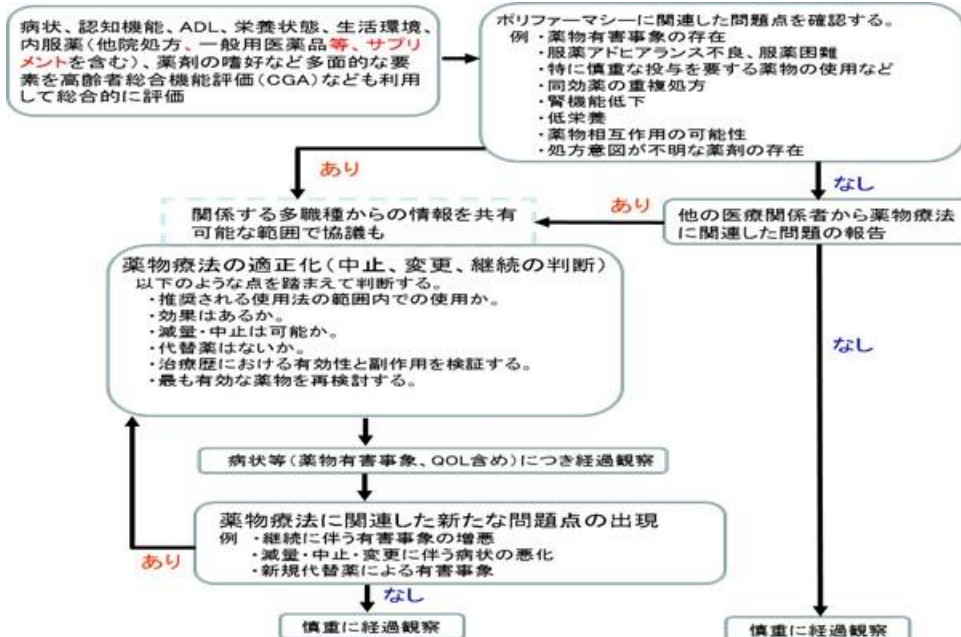 病状、認知機能、ADL、栄養状態、生活環境、
内服薬(他院処方、一般用医薬品等、サプリ
メントを含む)、薬剤の嗜好など多面的な要
素を高齢者総合機能評価(CGA)なども利用
して総合的に評価
ポリファーマシーに関連した問題点を確認する。
例 ・薬物有害事象の存在
・服薬アドヒアランス不良、服薬困難
・特に慎重な投与を要する薬物の使用など
・同効薬の重複処方
・腎機能低下
・低栄養
・薬物相互作用の可能性
・処方意図が不明な薬剤の存在
あり
なし
関係する多職種からの情報を共有
可能な範囲で協議も
あり
他の医療関係者から薬物療法
に関連した問題の報告
薬物療法の適正化(中止、変更、継続の判断)
以下のような点を踏まえて判断する。
・推奨される使用法の範囲内での使用か。
・効果はあるか。
・減量・中止は可能か。
・代替薬はないか。
・治療歴における有効性と副作用を検証する。
・最も有効な薬物を再検討する。
なし
病状等(薬物有害事象、QOL含め)につき経過観察
薬物療法に関連した新たな問題点の出現
例 ・継続に伴う有害事象の増悪
・減量・中止・変更に伴う病状の悪化
・新規代替薬による有害事象
あり
なし
慎重に経過観察
慎重に経過観察